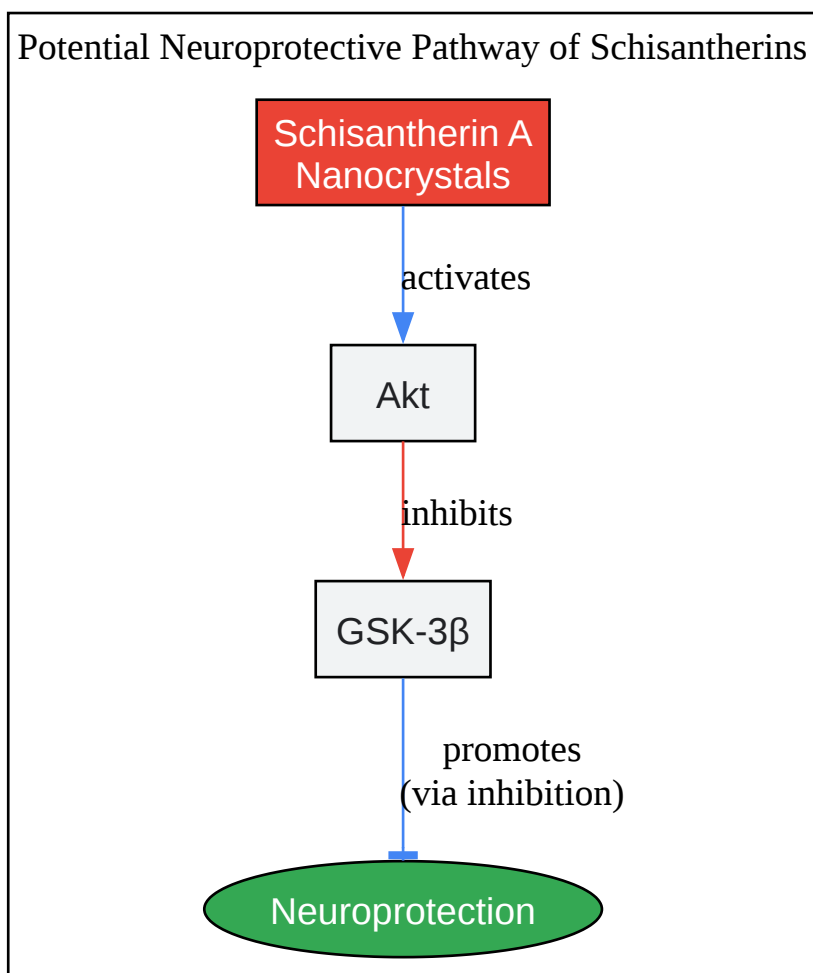 Potential Neuroprotective Pathway of Schisantherins
Schisantherin A
Nanocrystals
activates
Akt
inhibits
GSK-3β
promotes
(via inhibition)
Neuroprotection